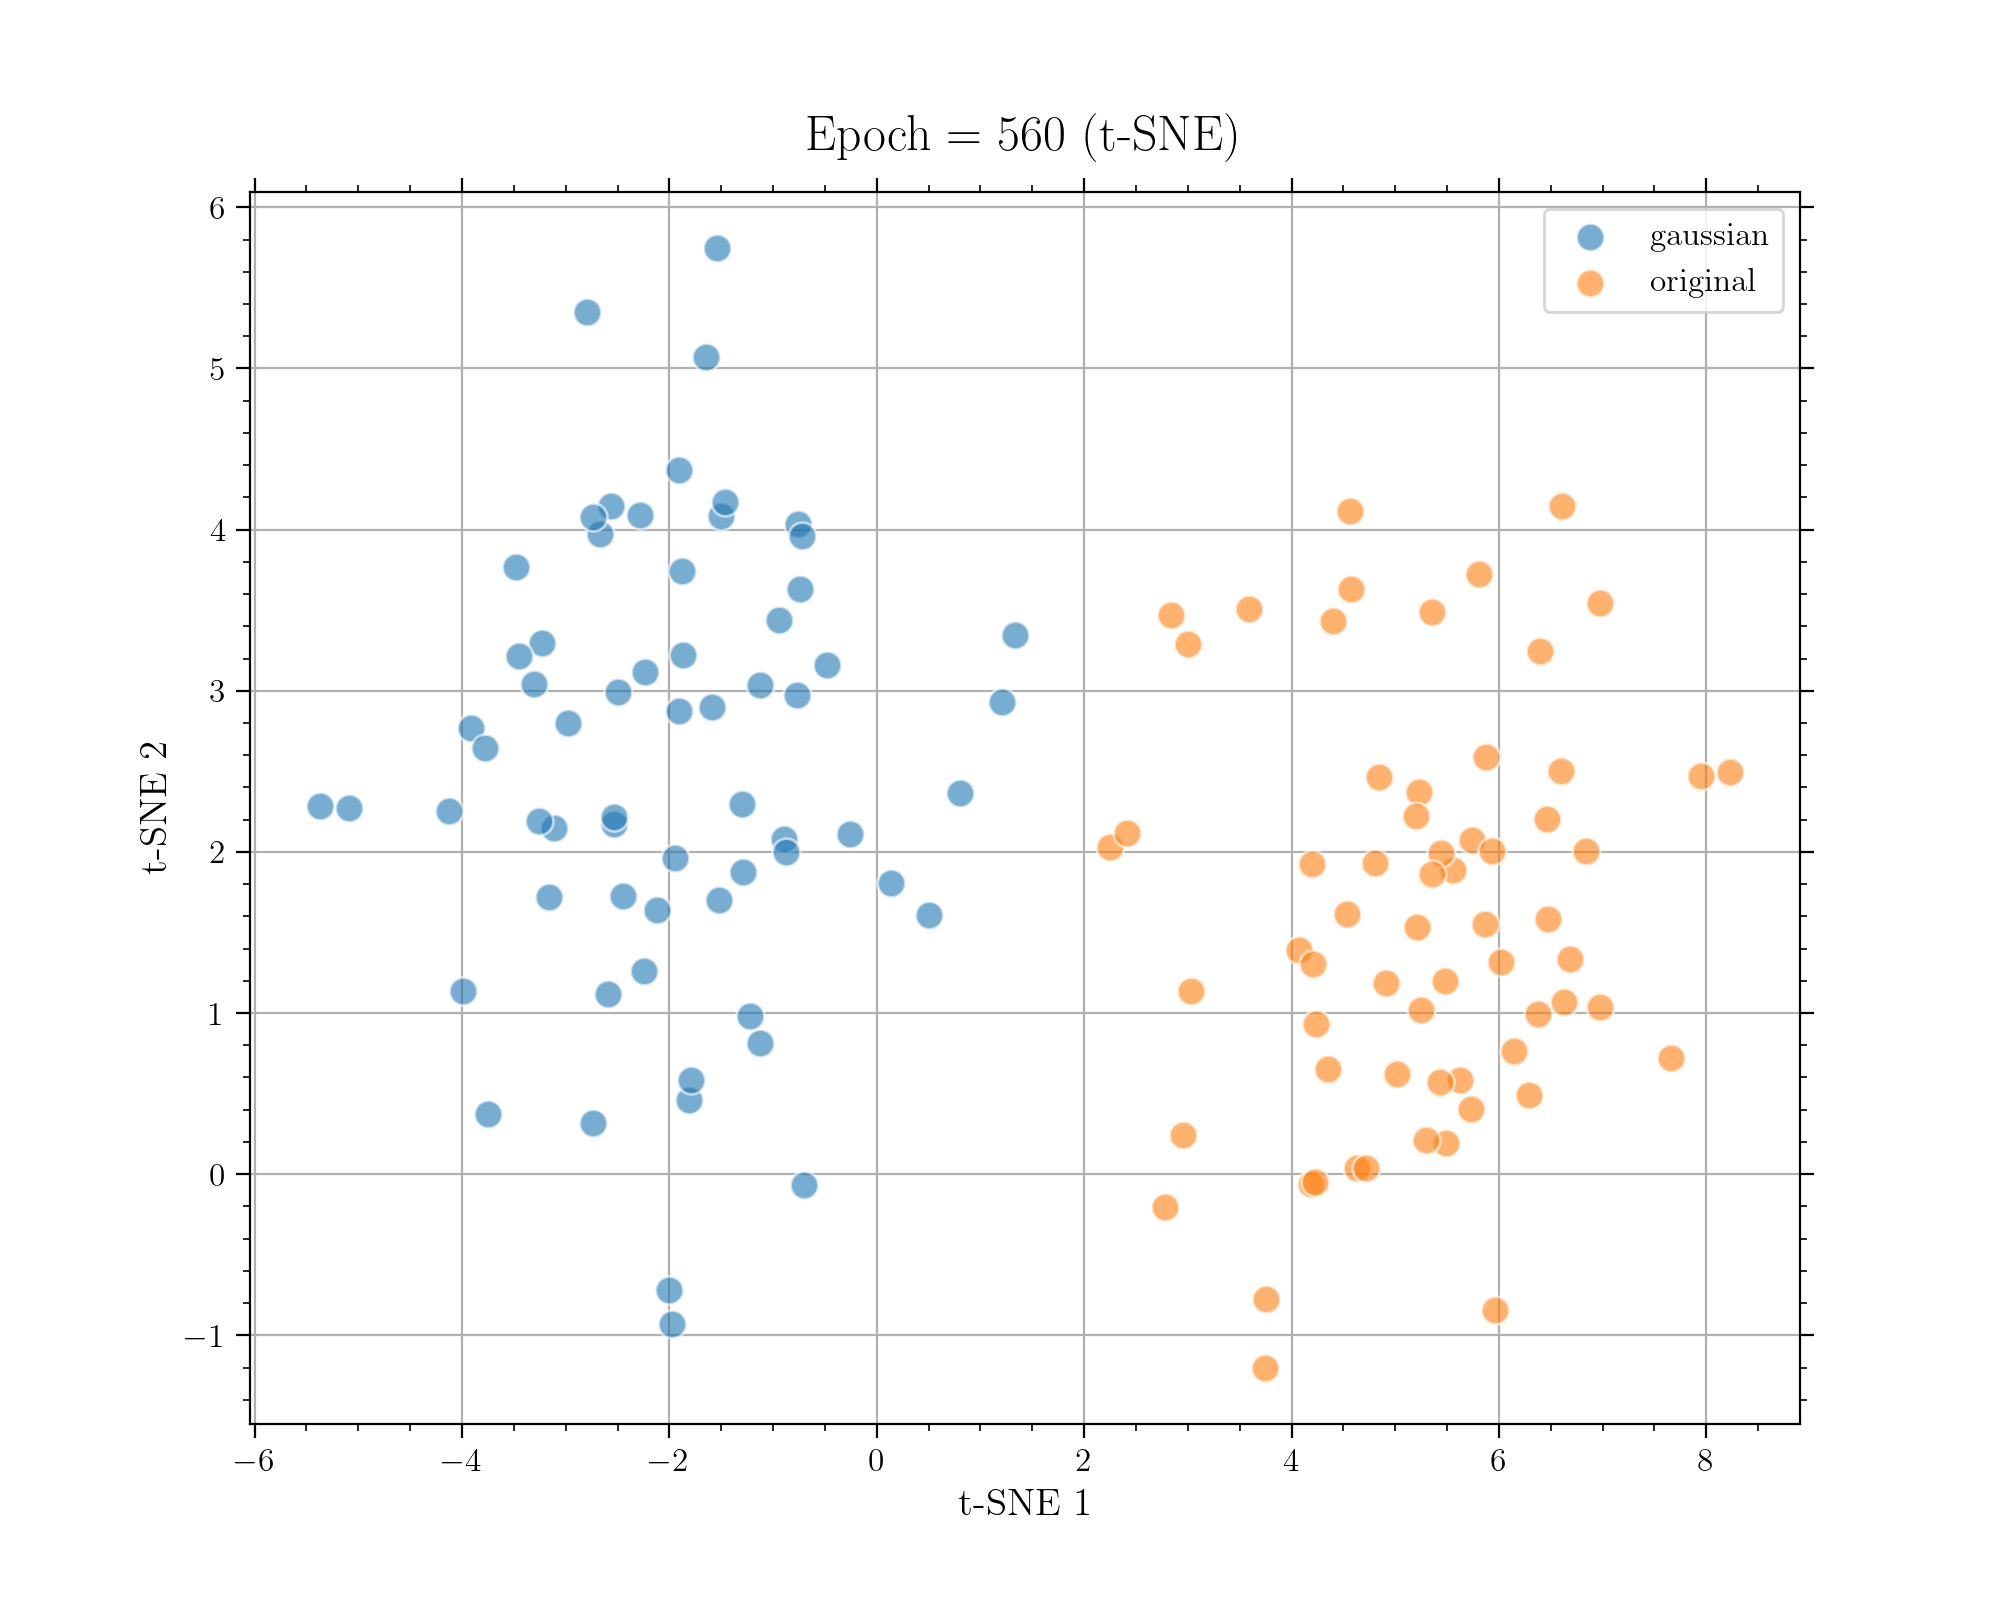 Epoch = 560 (t-SNE)
gaussian
original
6
5
4
3
2
1
0
−1
t-SNE 2
−6 −4 −2 0 2 4 6 8
t-SNE 1